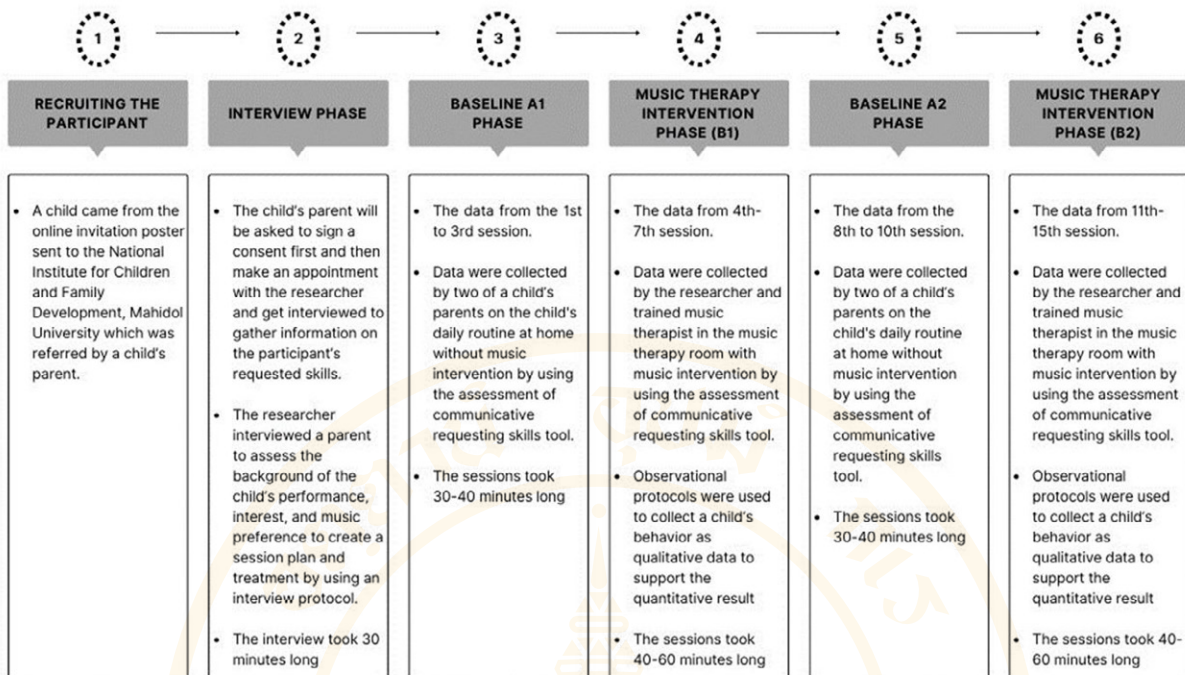 1
2
3
4
5
6
RECRUITING THE
PARTICIPANT
INTERVIEW PHASE
BASELINE A1
PHASE
MUSIC THERAPY
INTERVENTION
PHASE (B1)
BASELINE A2
PHASE
MUSIC THERAPY
INTERVENTION
PHASE (B2)
• A child came from the
online invitation poster
sent to the National
Institute for Children
and Family
Development, Mahidol
University which was
referred by a child's
parent.
• The child's parent will
be asked to sign a
consent first and then
make an appointment
with the researcher
and get interviewed to
gather information on
the participant's
requested skills.
• The researcher
interviewed a parent
to assess the
background of the
child's performance,
interest, and music
preference to create a
session plan and
treatment by using an
interview protocol.
• The interview took 30
minutes long
• The data from the 1st
to 3rd session.
• Data were collected
by two of a child's
parents on the child's
daily routine at home
without music
intervention by using
the assessment of
communicative
requesting skills tool.
• The sessions took
30-40 minutes long
• The data from 4th-
7th session.
• Data were collected
by the researcher and
trained music
therapist in the music
therapy room with
music intervention by
using the assessment
of communicative
requesting skills tool.
• Observational
protocols were used
to collect a child's
behavior as
qualitative data to
support the
quantitative result
• The sessions took
40-60 minutes long
• The data from the
8th to 10th session.
• Data were collected
by two of a child's
parents on the
child's daily routine
at home without
music intervention
by using the
assessment of
communicative
requesting skills
tool.
• The sessions took
30-40 minutes long
• The data from 11th-
15th session.
• Data were collected
by the researcher and
trained music
therapist in the music
therapy room with
music intervention by
using the assessment
of communicative
requesting skills tool.
• Observational
protocols were used
to collect a child's
behavior as
qualitative data to
support the
quantitative result
• The sessions took 40-
60 minutes long